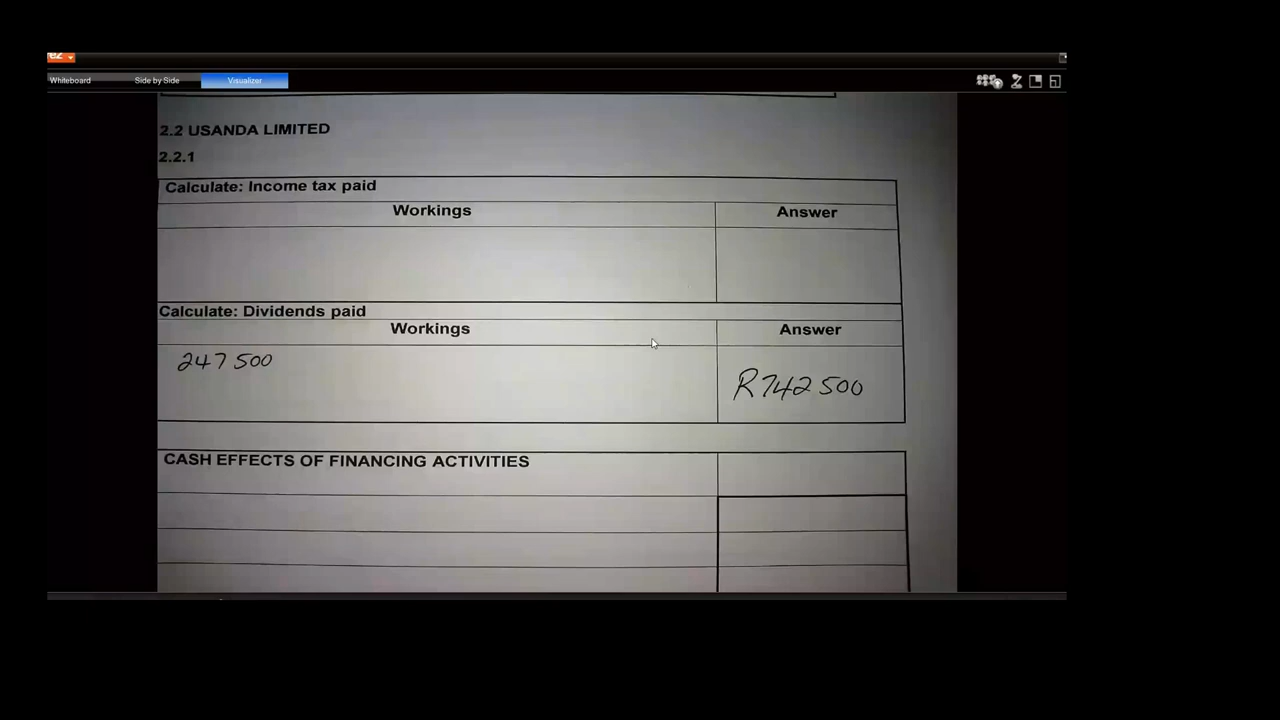 eZ
Whiteboard Side by Side Visualizer
2.2 USANDA LIMITED
2.2.1
Calculate: Income tax paid
Workings Answer
Calculate: Dividends paid
Workings Answer
247 500
R742 500
CASH EFFECTS OF FINANCING ACTIVITIES